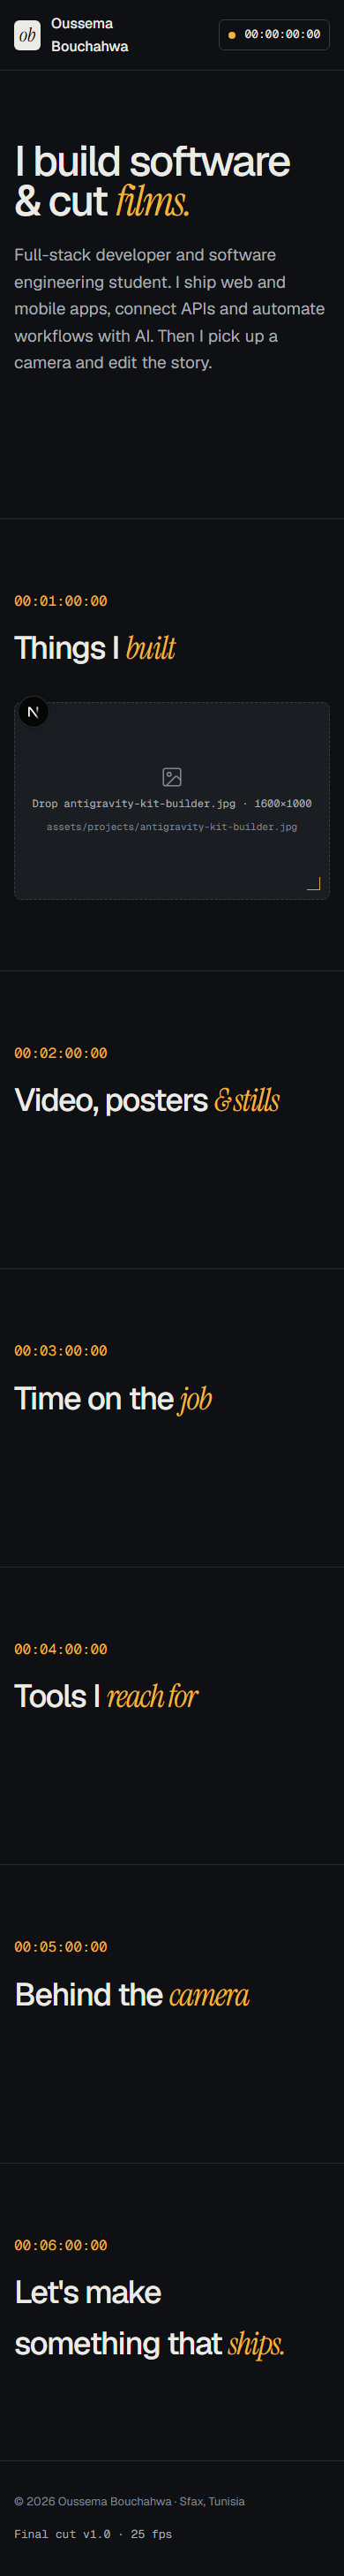 ob
Oussema
Bouchahwa
00:00:00:00
I build software
& cut films.
Full-stack developer and software
engineering student. I ship web and
mobile apps, connect APIs and automate
workflows with AI. Then I pick up a
camera and edit the story.
00:01:00:00
Things I built
N
Drop antigravity-kit-builder.jpg · 1600×1000
assets/projects/antigravity-kit-builder.jpg
00:02:00:00
Video, posters & stills
00:03:00:00
Time on the job
00:04:00:00
Tools I reach for
00:05:00:00
Behind the camera
00:06:00:00
Let's make
something that ships.
© 2026 Oussema Bouchahwa · Sfax, Tunisia
Final cut v1.0 · 25 fps